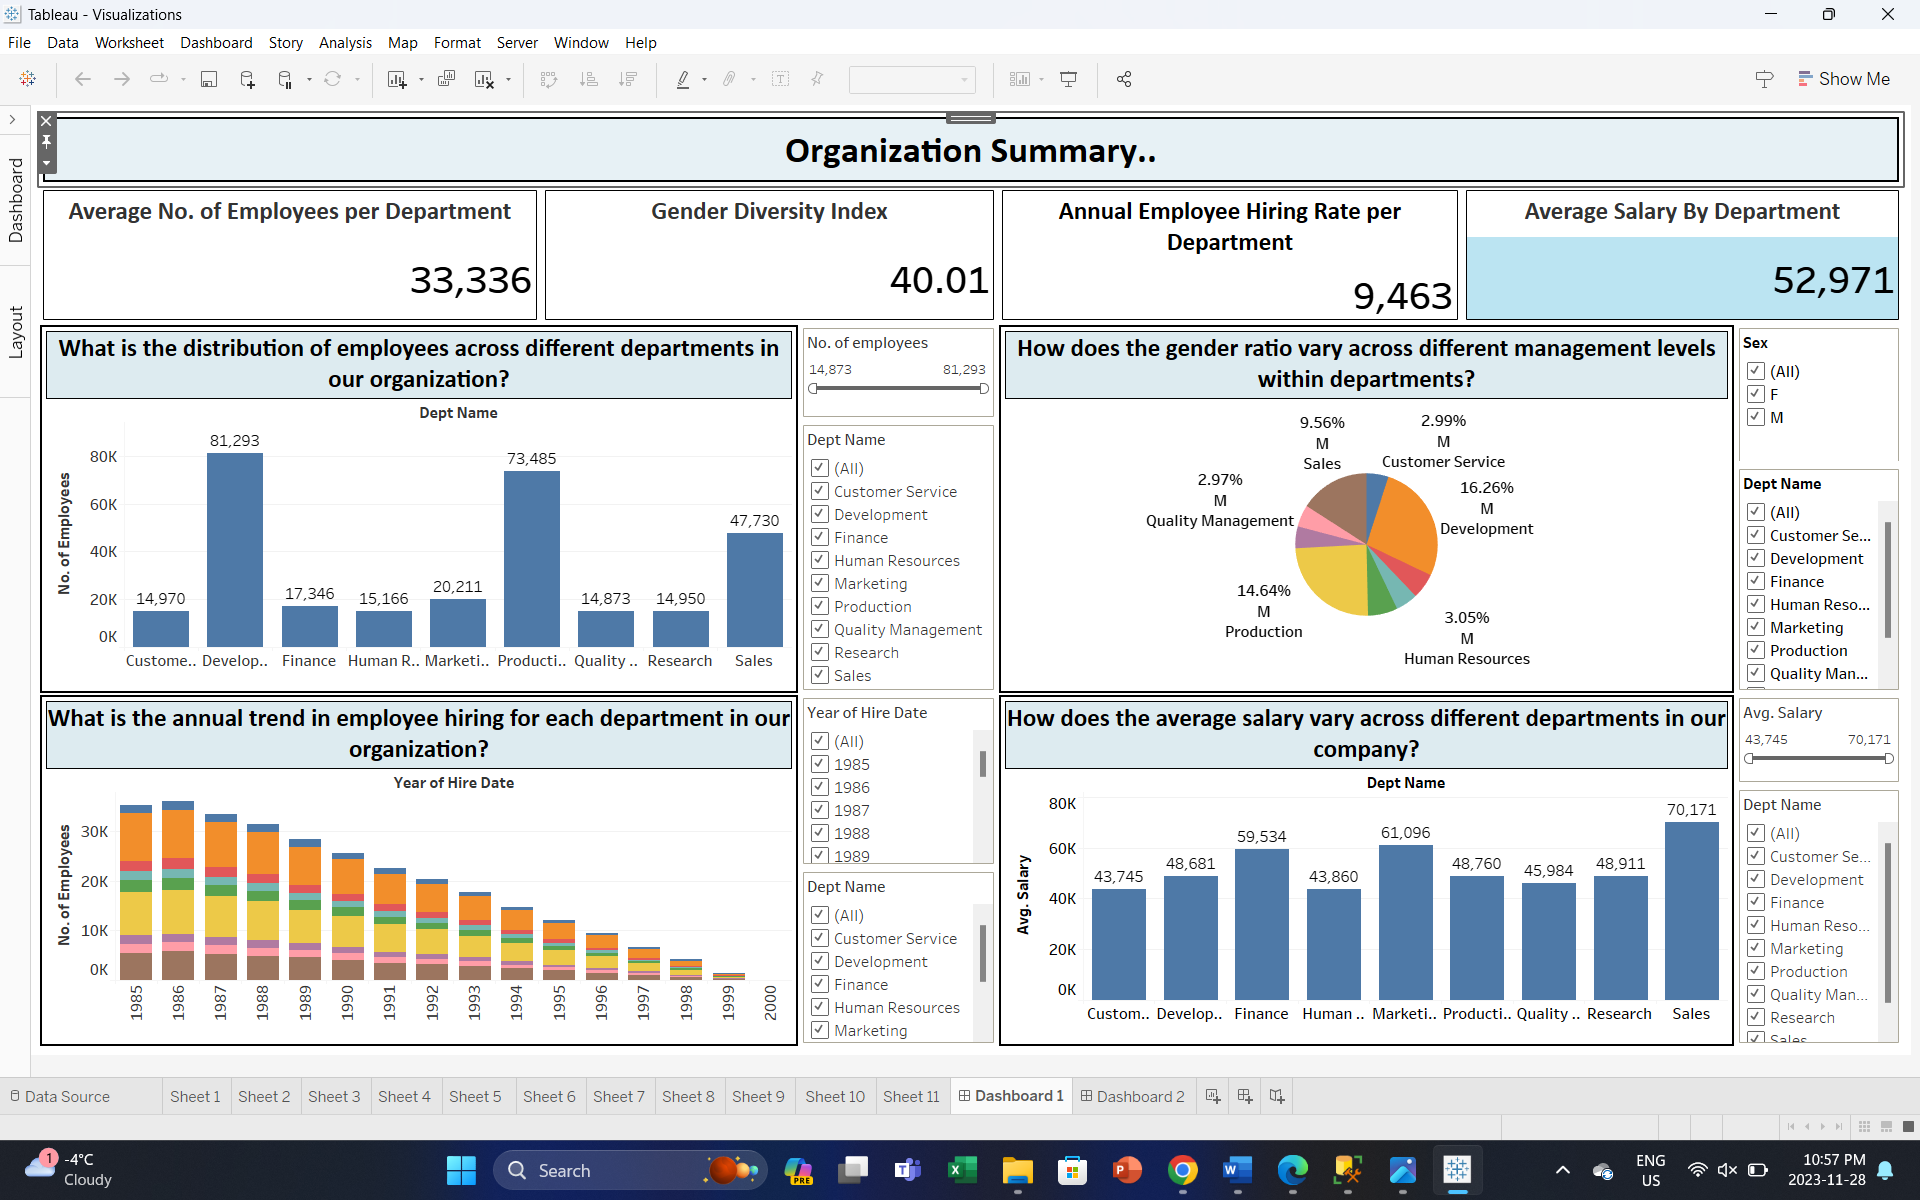 Tableau - Visualizations
File Data Worksheet Dashboard Story Analysis Map Format Server Window Help
Show Me
Dashboard
Layout
Organization Summary..
Average No. of Employees per Department
33,336
Gender Diversity Index
40.01
Annual Employee Hiring Rate per
Department
9,463
Average Salary By Department
52,971
What is the distribution of employees across different departments in
our organization?
Dept Name
No. of Employees
80K
60K
40K
20K
0K
14,970
81,293
17,346
15,166
20,211
73,485
14,873
14,950
47,730
Custome.. Develop.. Finance Human R.. Marketi.. Producti.. Quality .. Research Sales
No. of employees
14,873 81,293
Dept Name
(All)
Customer Service
Development
Finance
Human Resources
Marketing
Production
Quality Management
Research
Sales
How does the gender ratio vary across different management levels
within departments?
9.56%
M
Sales
2.99%
M
Customer Service
2.97%
M
Quality Management
16.26%
M
Development
14.64%
M
Production
3.05%
M
Human Resources
Sex
(All)
F
M
Dept Name
(All)
Customer Se...
Development
Finance
Human Reso...
Marketing
Production
Quality Man...
What is the annual trend in employee hiring for each department in our
organization?
Year of Hire Date
No. of Employees
30K
20K
10K
0K
1985 1986 1987 1988 1989 1990 1991 1992 1993 1994 1995 1996 1997 1998 1999 2000
Year of Hire Date
(All)
1985
1986
1987
1988
1989
Dept Name
(All)
Customer Service
Development
Finance
Human Resources
Marketing
How does the average salary vary across different departments in our
company?
Dept Name
Avg. Salary
80K
60K
40K
20K
0K
43,745
48,681
59,534
43,860
61,096
48,760
45,984
48,911
70,171
Custom.. Develop.. Finance Human .. Marketi.. Producti.. Quality .. Research Sales
Avg. Salary
43,745 70,171
Dept Name
(All)
Customer Se...
Development
Finance
Human Reso...
Marketing
Production
Quality Man...
Research
Sales
Data Source Sheet 1 Sheet 2 Sheet 3 Sheet 4 Sheet 5 Sheet 6 Sheet 7 Sheet 8 Sheet 9 Sheet 10 Sheet 11 Dashboard 1 Dashboard 2
1
-4°C
Cloudy
Search
PRE
ENG
US
10:57 PM
2023-11-28